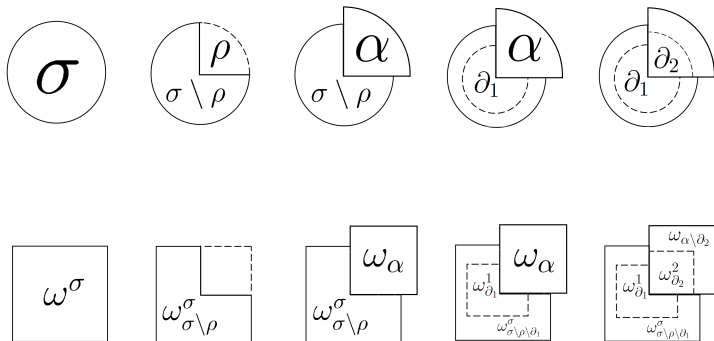 σ ρ α α ∂₂
σ \ ρ σ \ ρ ∂₁ ∂₁
ω^σ ω^σ_{σ\ρ} ω_α ω^σ_{σ\ρ} ω_α ω^1_{∂₁} ω^σ_{σ\ρ\∂₁} ω_{α\∂₂} ω^1_{∂₁} ω^2_{∂₂} ω^σ_{σ\ρ\∂₁}